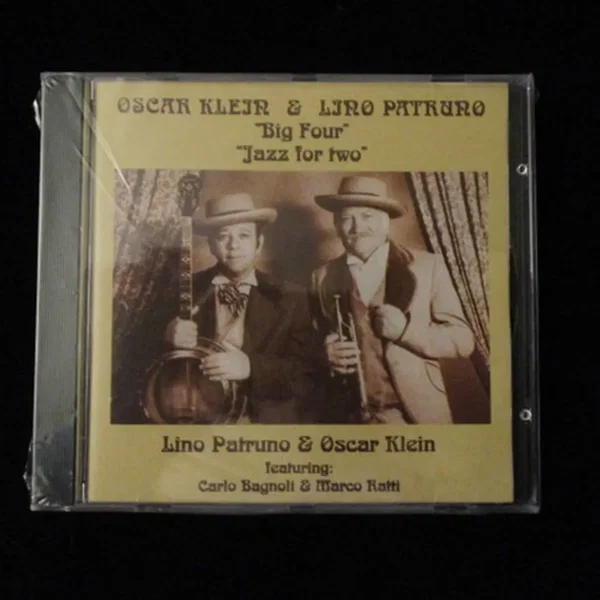 OSCAR KLEIN & LINO PATRUNO
"Big Four"
"Jazz for two"
Lino Patruno & Oscar Klein
featuring:
Carlo Bagnoli & Marco Ratti